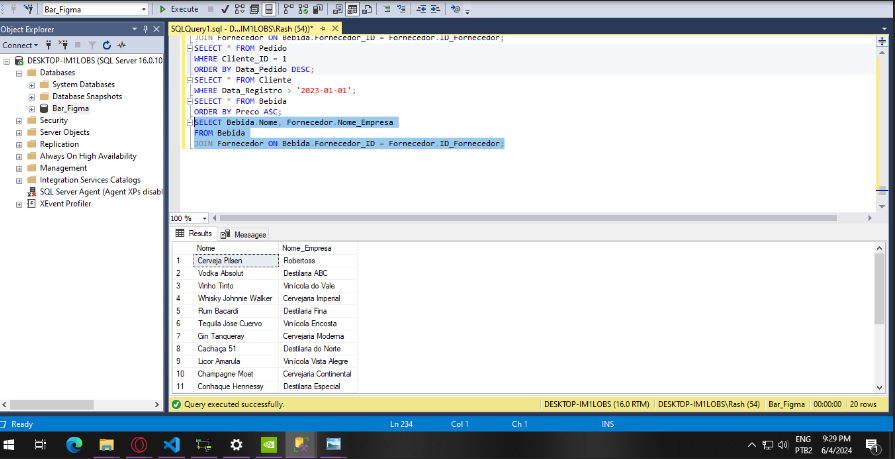 Bar_Figma
Execute
Object Explorer
SQLQuery1.sql - D...IM1LOBS\Rash (54))*
Connect
DESKTOP-IM1LOBS (SQL Server 16.0.10
Databases
System Databases
Database Snapshots
Bar_Figma
Security
Server Objects
Replication
Always On High Availability
Management
Integration Services Catalogs
SQL Server Agent (Agent XPs disabl
XEvent Profiler
JOIN Fornecedor ON Bebida.Fornecedor_ID = Fornecedor.ID_Fornecedor;
SELECT * FROM Pedido
WHERE Cliente_ID = 1
ORDER BY Data_Pedido DESC;
SELECT * FROM Cliente
WHERE Data_Registro > '2023-01-01';
SELECT * FROM Bebida
ORDER BY Preco ASC;
SELECT Bebida.Nome, Fornecedor.Nome_Empresa
FROM Bebida
JOIN Fornecedor ON Bebida.Fornecedor_ID = Fornecedor.ID_Fornecedor;
100 %
Results Messages
Nome Nome_Empresa
1 Cerveja Pilsen Robertoss
2 Vodka Absolut Destilaria ABC
3 Vinho Tinto Vinícola do Vale
4 Whisky Johnnie Walker Cervejaria Imperial
5 Rum Bacardi Destilaria Fina
6 Tequila Jose Cuervo Vinícola Encosta
7 Gin Tanqueray Cervejaria Moderna
8 Cachaça 51 Destilaria do Norte
9 Licor Amarula Vinícola Vista Alegre
10 Champagne Moet Cervejaria Continental
11 Conhaque Hennessy Destilaria Especial
Query executed successfully. DESKTOP-IM1LOBS (16.0 RTM) DESKTOP-IM1LOBS\Rash (54) Bar_Figma 00:00:00 20 rows
Ready Ln 234 Col 1 Ch 1 INS
ENG 9:29 PM
PTB2 6/4/2024
1